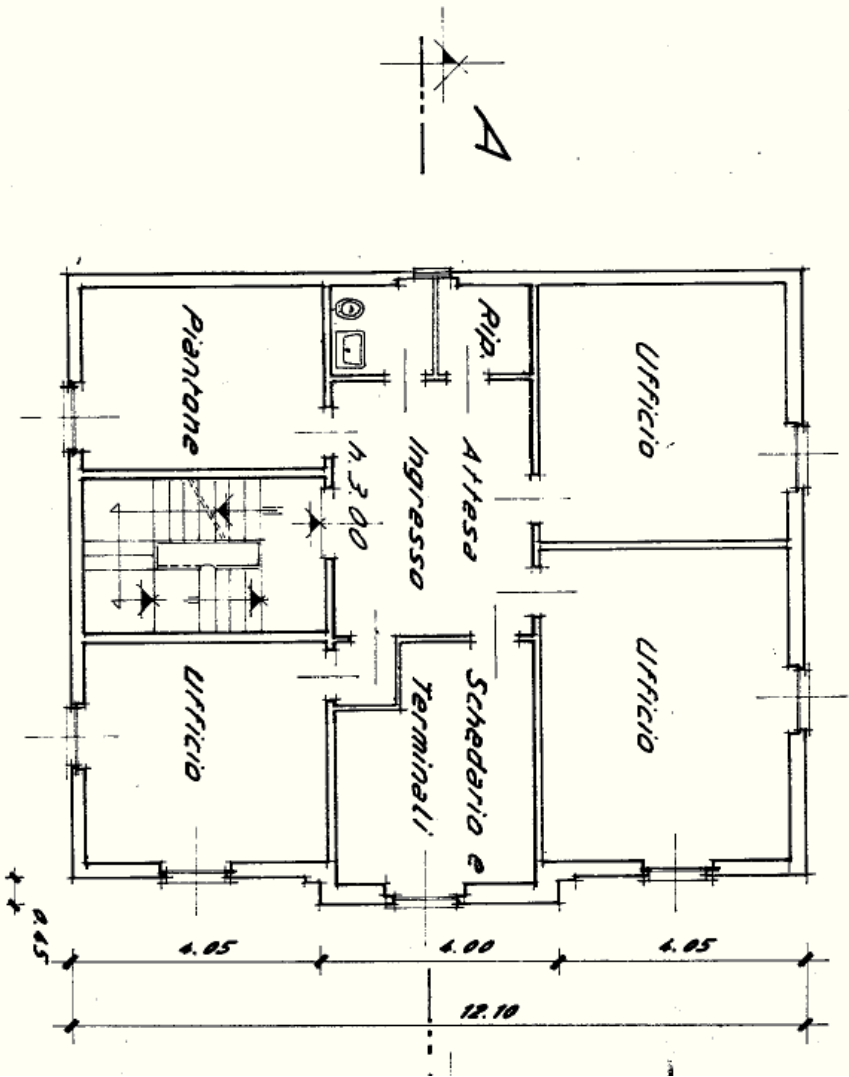 A
Piantone
Rip.
Ufficio
h. 3.00
Ingresso
Attesa
Ufficio
Schedario e
Terminali
Ufficio
0.45
4.05
4.00
4.05
12.10